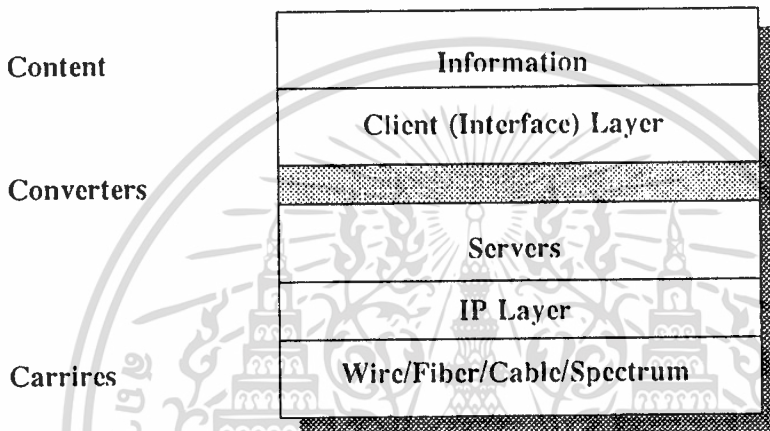 Content
Information
Client (Interface) Layer
Converters
Servers
IP Layer
Carrires
Wire/Fiber/Cable/Spectrum